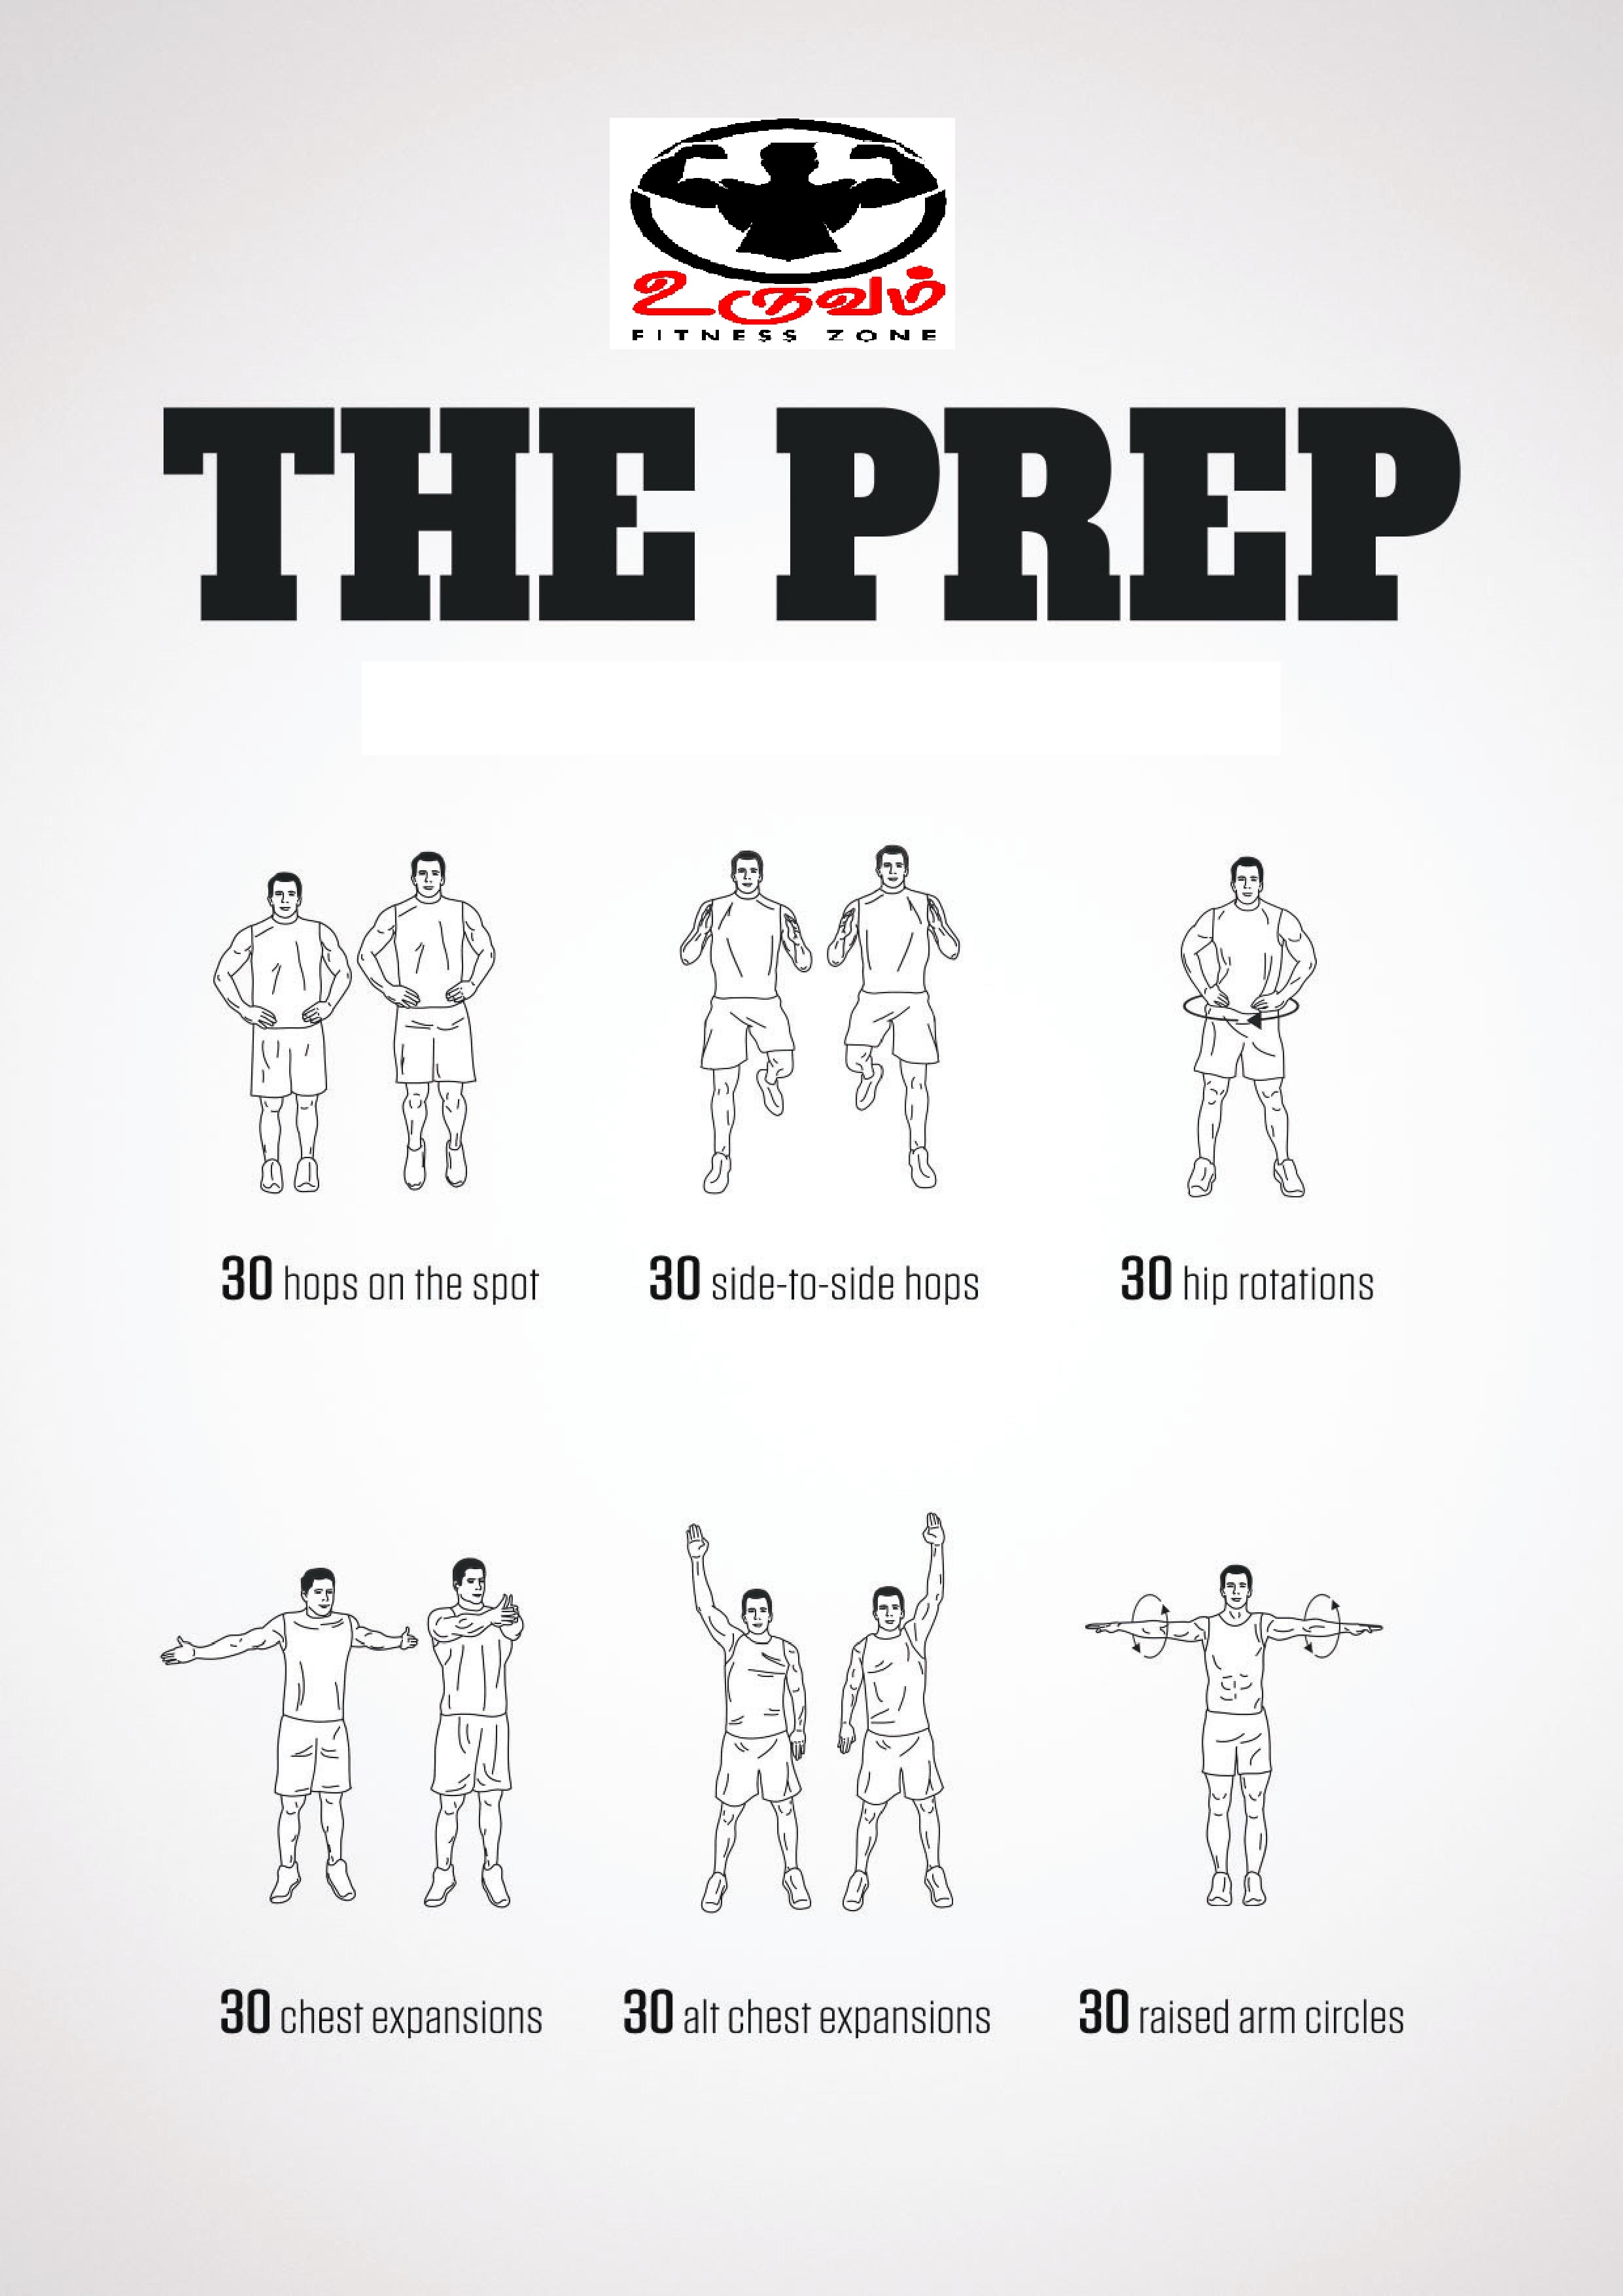 உருவம்
FITNESS ZONE
THE PREP
30 hops on the spot
30 side-to-side hops
30 hip rotations
30 chest expansions
30 alt chest expansions
30 raised arm circles